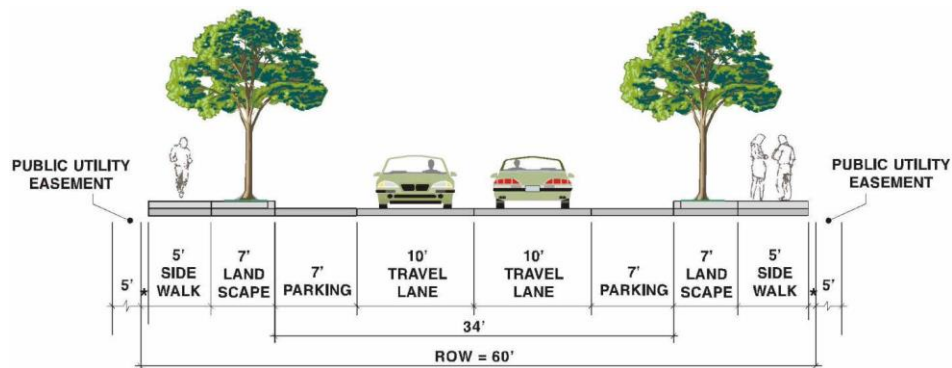 PUBLIC UTILITY
EASEMENT
PUBLIC UTILITY
EASEMENT
5'
*
5'
SIDE
WALK
7'
LAND
SCAPE
7'
PARKING
10'
TRAVEL
LANE
10'
TRAVEL
LANE
7'
PARKING
7'
LAND
SCAPE
5'
SIDE
WALK
*
5'
34'
ROW = 60'